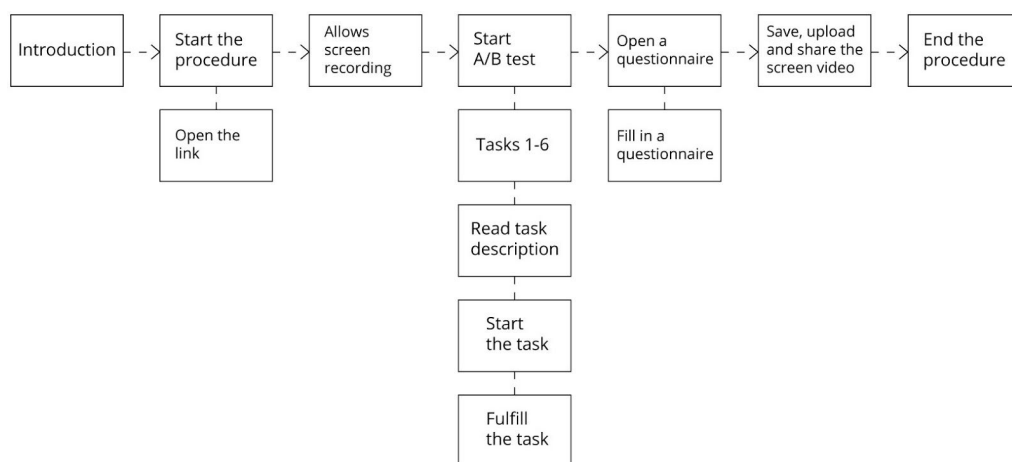 Introduction
Start the
procedure
Allows
screen
recording
Start
A/B test
Open a
questionnaire
Save, upload
and share the
screen video
End the
procedure
Open the
link
Tasks 1-6
Fill in a
questionnaire
Read task
description
Start
the task
Fulfill
the task